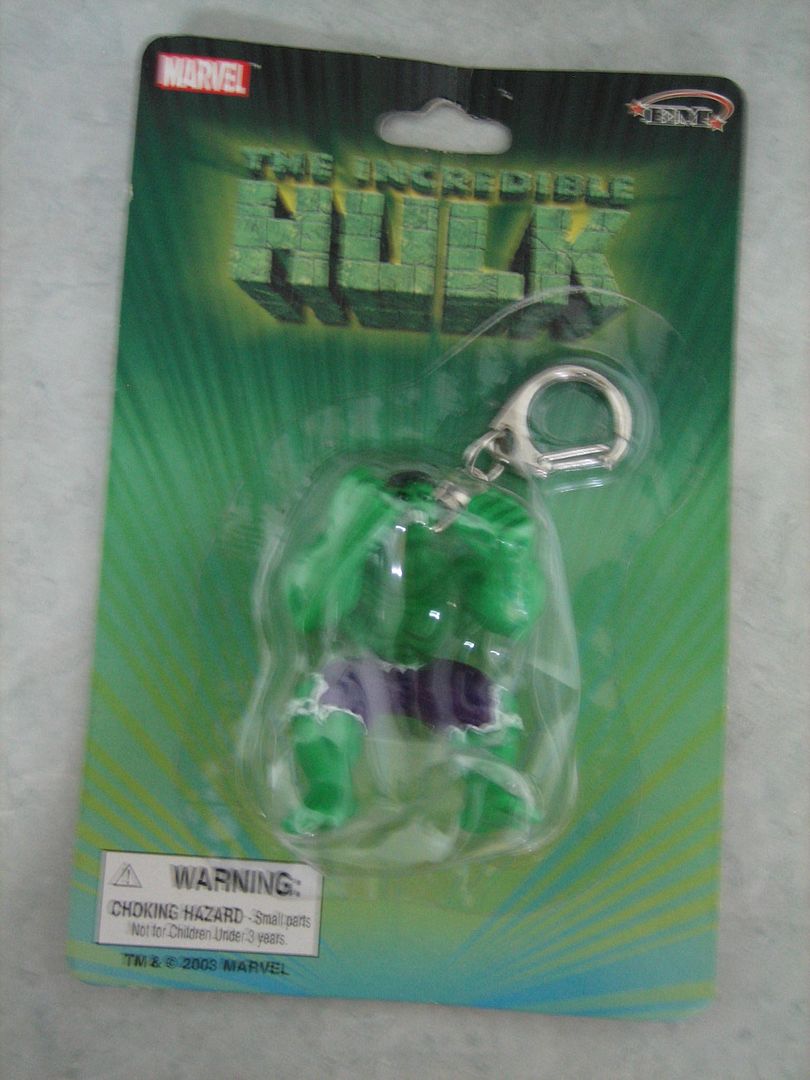 MARVEL
THE INCREDIBLE
HULK
WARNING:
CHOKING HAZARD - Small parts
Not for Children Under 3 years.
TM & © 2003 MARVEL